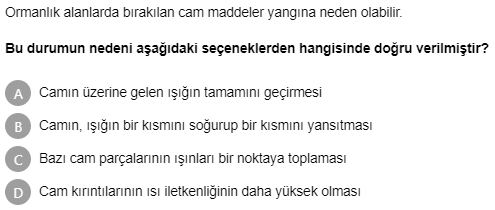 Ormanlık alanlarda bırakılan cam maddeler yangına neden olabilir.
Bu durumun nedeni aşağıdaki seçeneklerden hangisinde doğru verilmiştir?
A Camın üzerine gelen ışığın tamamını geçirmesi
B Camın, ışığın bir kısmını soğurup bir kısmını yansıtması
C Bazı cam parçalarının ışınları bir noktaya toplaması
D Cam kırıntılarının ısı iletkenliğinin daha yüksek olması